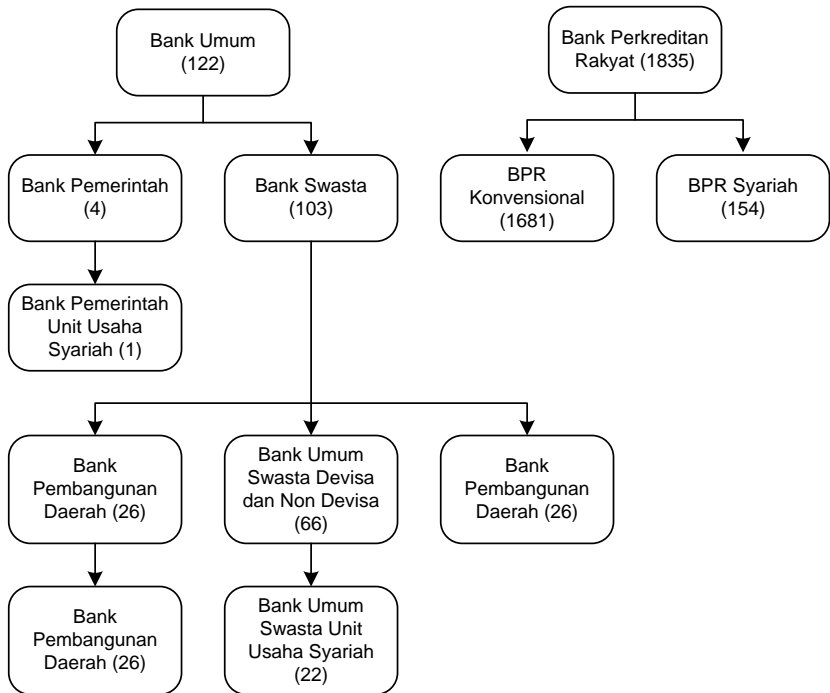 Bank Umum
(122)
Bank Perkreditan
Rakyat (1835)
Bank Pemerintah
(4)
Bank Swasta
(103)
BPR
Konvensional
(1681)
BPR Syariah
(154)
Bank Pemerintah
Unit Usaha
Syariah (1)
Bank
Pembangunan
Daerah (26)
Bank Umum
Swasta Devisa
dan Non Devisa
(66)
Bank
Pembangunan
Daerah (26)
Bank
Pembangunan
Daerah (26)
Bank Umum
Swasta Unit
Usaha Syariah
(22)